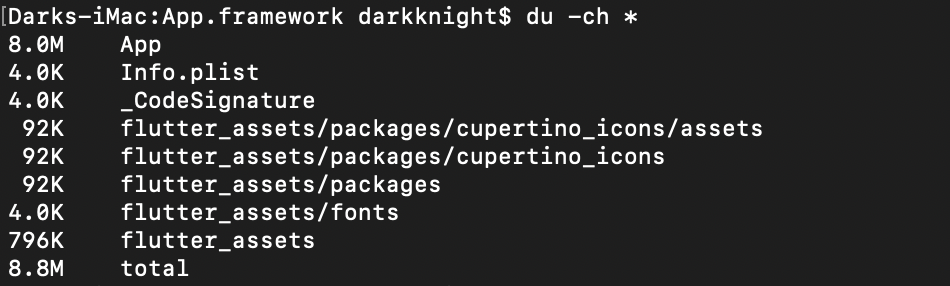 [Darks-iMac:App.framework darkknight$ du -ch *
8.0M    App
4.0K    Info.plist
4.0K    _CodeSignature
 92K    flutter_assets/packages/cupertino_icons/assets
 92K    flutter_assets/packages/cupertino_icons
 92K    flutter_assets/packages
4.0K    flutter_assets/fonts
796K    flutter_assets
8.8M    total